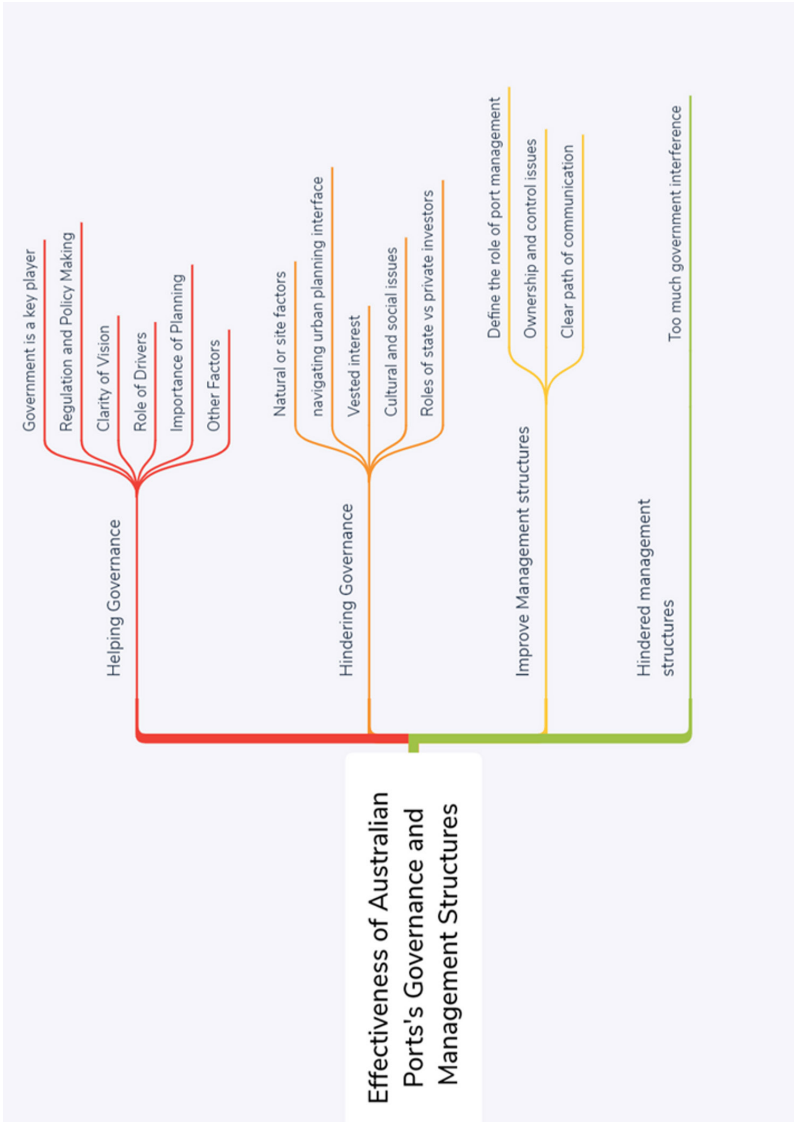 Effectiveness of Australian
Ports's Governance and
Management Structures
Helping Governance
Government is a key player
Regulation and Policy Making
Clarity of Vision
Role of Drivers
Importance of Planning
Other Factors
Hindering Governance
Natural or site factors
navigating urban planning interface
Vested interest
Cultural and social issues
Roles of state vs private investors
Improve Management structures
Define the role of port management
Ownership and control issues
Clear path of communication
Hindered management
structures
Too much government interference